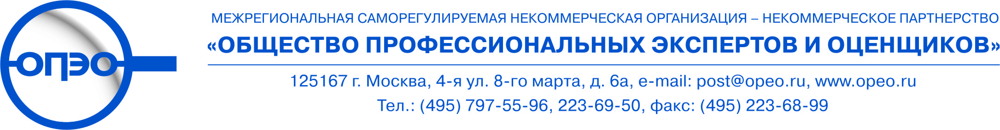 ОПЭО
МЕЖРЕГИОНАЛЬНАЯ САМОРЕГУЛИРУЕМАЯ НЕКОММЕРЧЕСКАЯ ОРГАНИЗАЦИЯ – НЕКОММЕРЧЕСКОЕ ПАРТНЕРСТВО
«ОБЩЕСТВО ПРОФЕССИОНАЛЬНЫХ ЭКСПЕРТОВ И ОЦЕНЩИКОВ»
125167 г. Москва, 4-я ул. 8-го марта, д. 6а, e-mail: post@opeo.ru, www.opeo.ru
Тел.: (495) 797-55-96, 223-69-50, факс: (495) 223-68-99